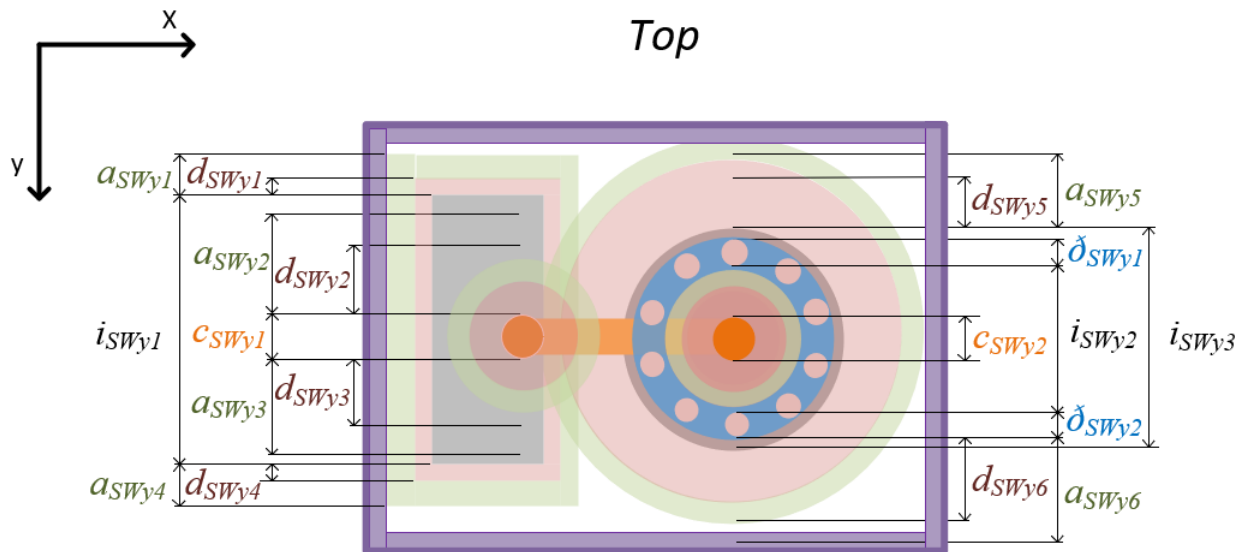 X
Top
y
aSWy1
dSWy1
aSWy2
dSWy2
iSWy1
cSWy1
aSWy3
dSWy3
aSWy4
dSWy4
dSWy5
aSWy5
ðSWy1
cSWy2
iSWy2
iSWy3
ðSWy2
dSWy6
aSWy6